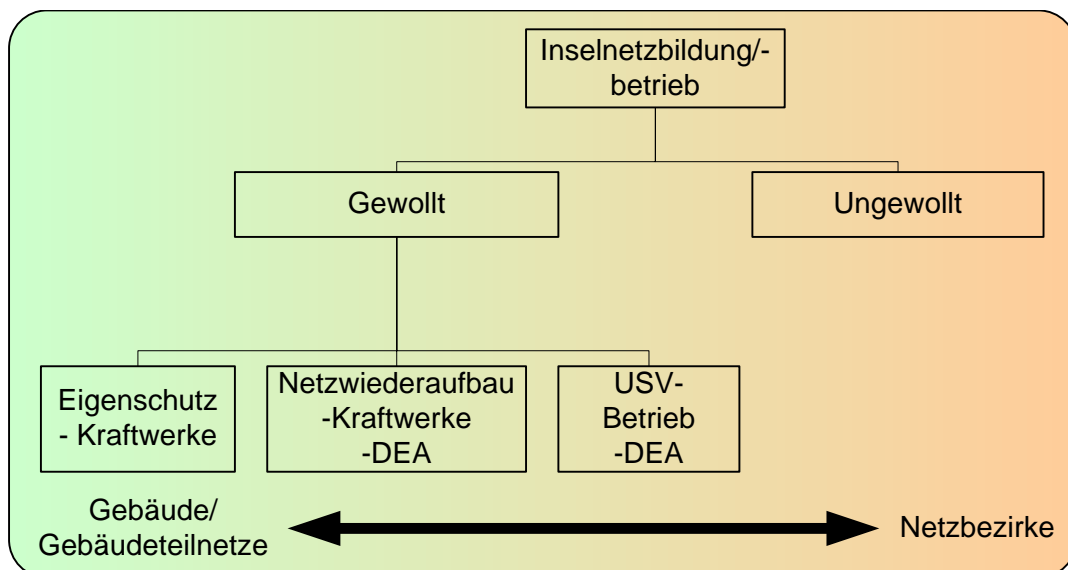 Inselnetzbildung/-
betrieb
Gewollt
Ungewollt
Eigenschutz
- Kraftwerke
Netzwiederaufbau
-Kraftwerke
-DEA
USV-
Betrieb
-DEA
Gebäude/
Gebäudeteilnetze
Netzbezirke